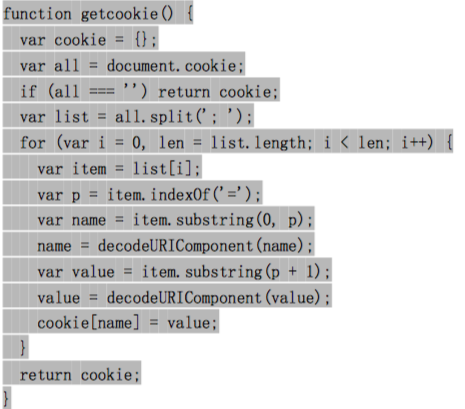 function getcookie() {
  var cookie = {};
  var all = document.cookie;
  if (all === '') return cookie;
  var list = all.split('; ');
  for (var i = 0, len = list.length; i < len; i++) {
    var item = list[i];
    var p = item.indexOf('=');
    var name = item.substring(0, p);
    name = decodeURIComponent(name);
    var value = item.substring(p + 1);
    value = decodeURIComponent(value);
    cookie[name] = value;
  }
  return cookie;
}